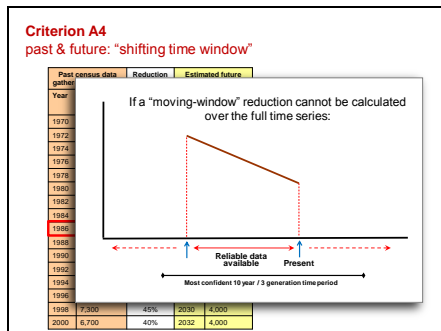 Criterion A4
past & future: “shifting time window”
Past census data Reduction Estimated future
gather
Year
1970
1972
1974
1976
1978
1980
1982
1984
1986
1988
1990
1992
1994
1996
1998 7,300 45% 2030 4,000
2000 6,700 40% 2032 4,000
If a “moving-window” reduction cannot be calculated
over the full time series:
Reliable data
available
Present
Most confident 10 year / 3 generation time period